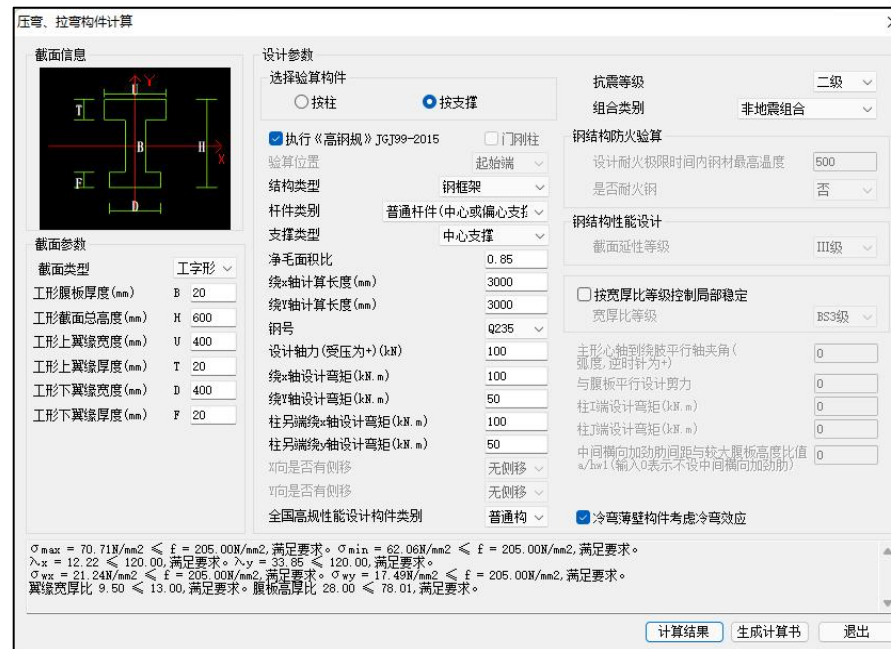 压弯、拉弯构件计算
截面信息
U
Y
T
B
H
X
F
D
截面参数
截面类型 工字形
工形腹板厚度(mm) B 20
工形截面总高度(mm) H 600
工形上翼缘宽度(mm) U 400
工形上翼缘厚度(mm) T 20
工形下翼缘宽度(mm) D 400
工形下翼缘厚度(mm) F 20
设计参数
选择验算构件
按柱 按支撑
执行《高钢规》JGJ99-2015 门刚柱
验算位置 起始端
结构类型 钢框架
杆件类别 普通杆件(中心或偏心支撑
支撑类型 中心支撑
净毛面积比 0.85
绕x轴计算长度(mm) 3000
绕Y轴计算长度(mm) 3000
钢号 Q235
设计轴力(受压为+)(kN) 100
绕x轴设计弯矩(kN.m) 100
绕Y轴设计弯矩(kN.m) 50
柱另端绕x轴设计弯矩(kN.m) 100
柱另端绕y轴设计弯矩(kN.m) 50
X向是否有侧移 无侧移
Y向是否有侧移 无侧移
全国高规性能设计构件类别 普通构
抗震等级 二级
组合类别 非地震组合
钢结构防火验算
设计耐火极限时间内钢材最高温度 500
是否耐火钢 否
钢结构性能设计
截面延性等级 III级
按宽厚比等级控制局部稳定
宽厚比等级 BS3级
主形心轴到绕肢平行轴夹角(
弧度,逆时针为+) 0
与腹板平行设计剪力 0
柱I端设计弯矩(kN.m) 0
柱J端设计弯矩(kN.m) 0
中间横向加劲肋间距与较大腹板高度比值
a/hw1(输入0表示不设中间横向加劲肋) 0
冷弯薄壁构件考虑冷弯效应
σmax = 70.71N/mm2 ≤ f = 205.00N/mm2,满足要求。σmin = 62.06N/mm2 ≤ f = 205.00N/mm2,满足要求。
λx = 12.22 ≤ 120.00,满足要求。λy = 33.85 ≤ 120.00,满足要求。
σwx = 21.24N/mm2 ≤ f = 205.00N/mm2,满足要求。σwy = 17.49N/mm2 ≤ f = 205.00N/mm2,满足要求。
翼缘宽厚比 9.50 ≤ 13.00,满足要求。腹板高厚比 28.00 ≤ 78.01,满足要求。
计算结果 生成计算书 退出